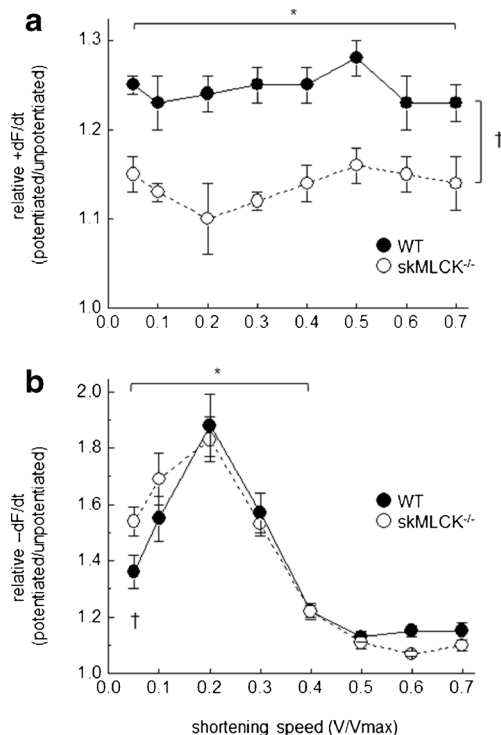 a
*
relative +dF/dt
(potentiated/unpotentiated)
1.3
1.2
1.1
1.0
†
WT
skMLCK-/-
0.0 0.1 0.2 0.3 0.4 0.5 0.6 0.7
b
*
relative –dF/dt
(potentiated/unpotentiated)
2.0
1.8
1.6
1.4
1.2
1.0
†
WT
skMLCK-/-
0.0 0.1 0.2 0.3 0.4 0.5 0.6 0.7
shortening speed (V/Vmax)